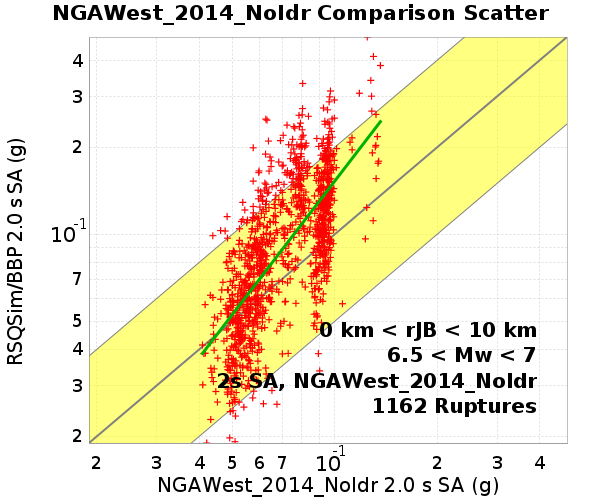 NGAWest_2014_NoIdr Comparison Scatter
RSQSim/BBP 2.0 s SA (g)
4
3
2
10-1
7
5
4
3
2
0 km < rJB < 10 km
6.5 < Mw < 7
2s SA, NGAWest_2014_NoIdr
1162 Ruptures
2 3 4 5 6 7 10-1 2 3 4
NGAWest_2014_NoIdr 2.0 s SA (g)